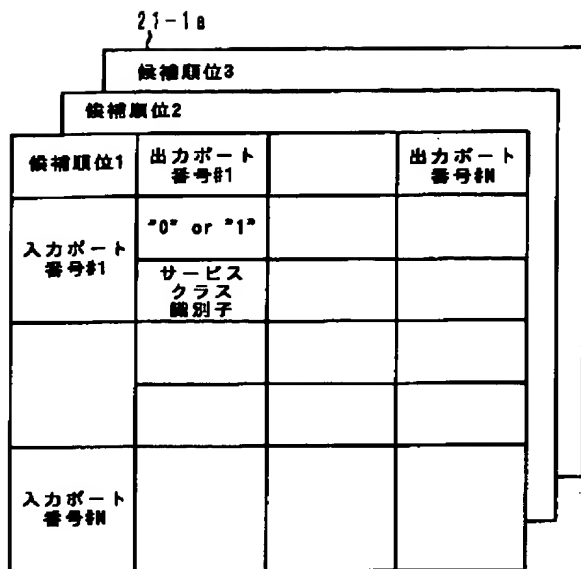 21-1a
候補順位3
候補順位2
候補順位1
出力ポート
番号#1
出力ポート
番号#N
入力ポート
番号#1
"0" or "1"
サービス
クラス
識別子
入力ポート
番号#N